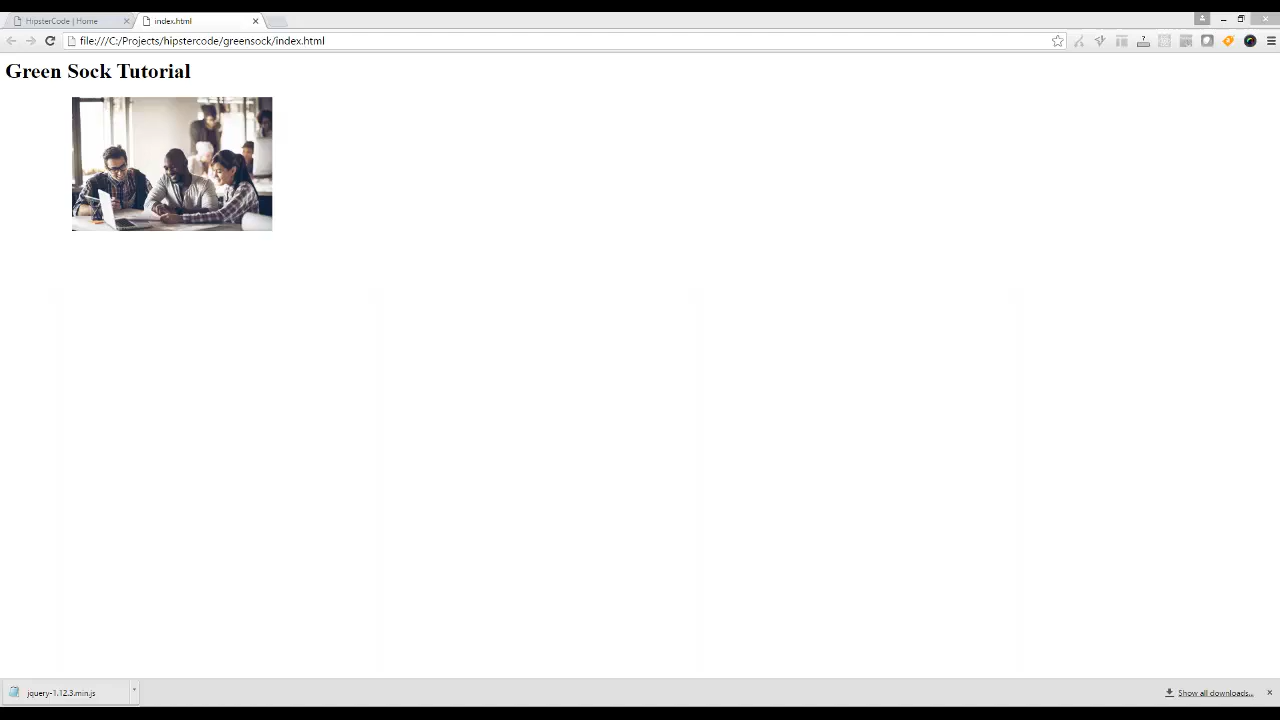 HipsterCode | Home
index.html
file:///C:/Projects/hipstercode/greensock/index.html
Green Sock Tutorial
jquery-1.12.3.min.js
Show all downloads...